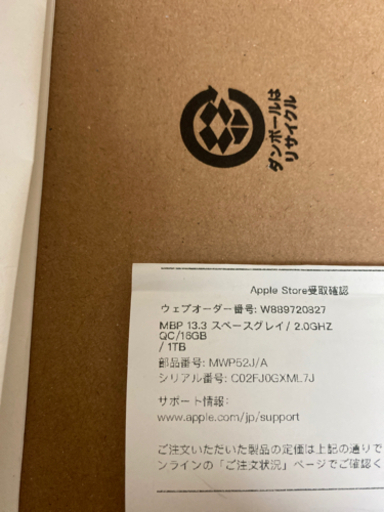 ダンボールは
リサイクル
Apple Store受取確認
ウェブオーダー番号: W889720827
MBP 13.3 スペースグレイ / 2.0GHZ
QC/16GB
/ 1TB
部品番号: MWP52J/A
シリアル番号: C02FJ0GXML7J
サポート情報:
www.apple.com/jp/support
ご注文いただいた製品の定価は上記の通りで
ンラインの「ご注文状況」ページでご確認く